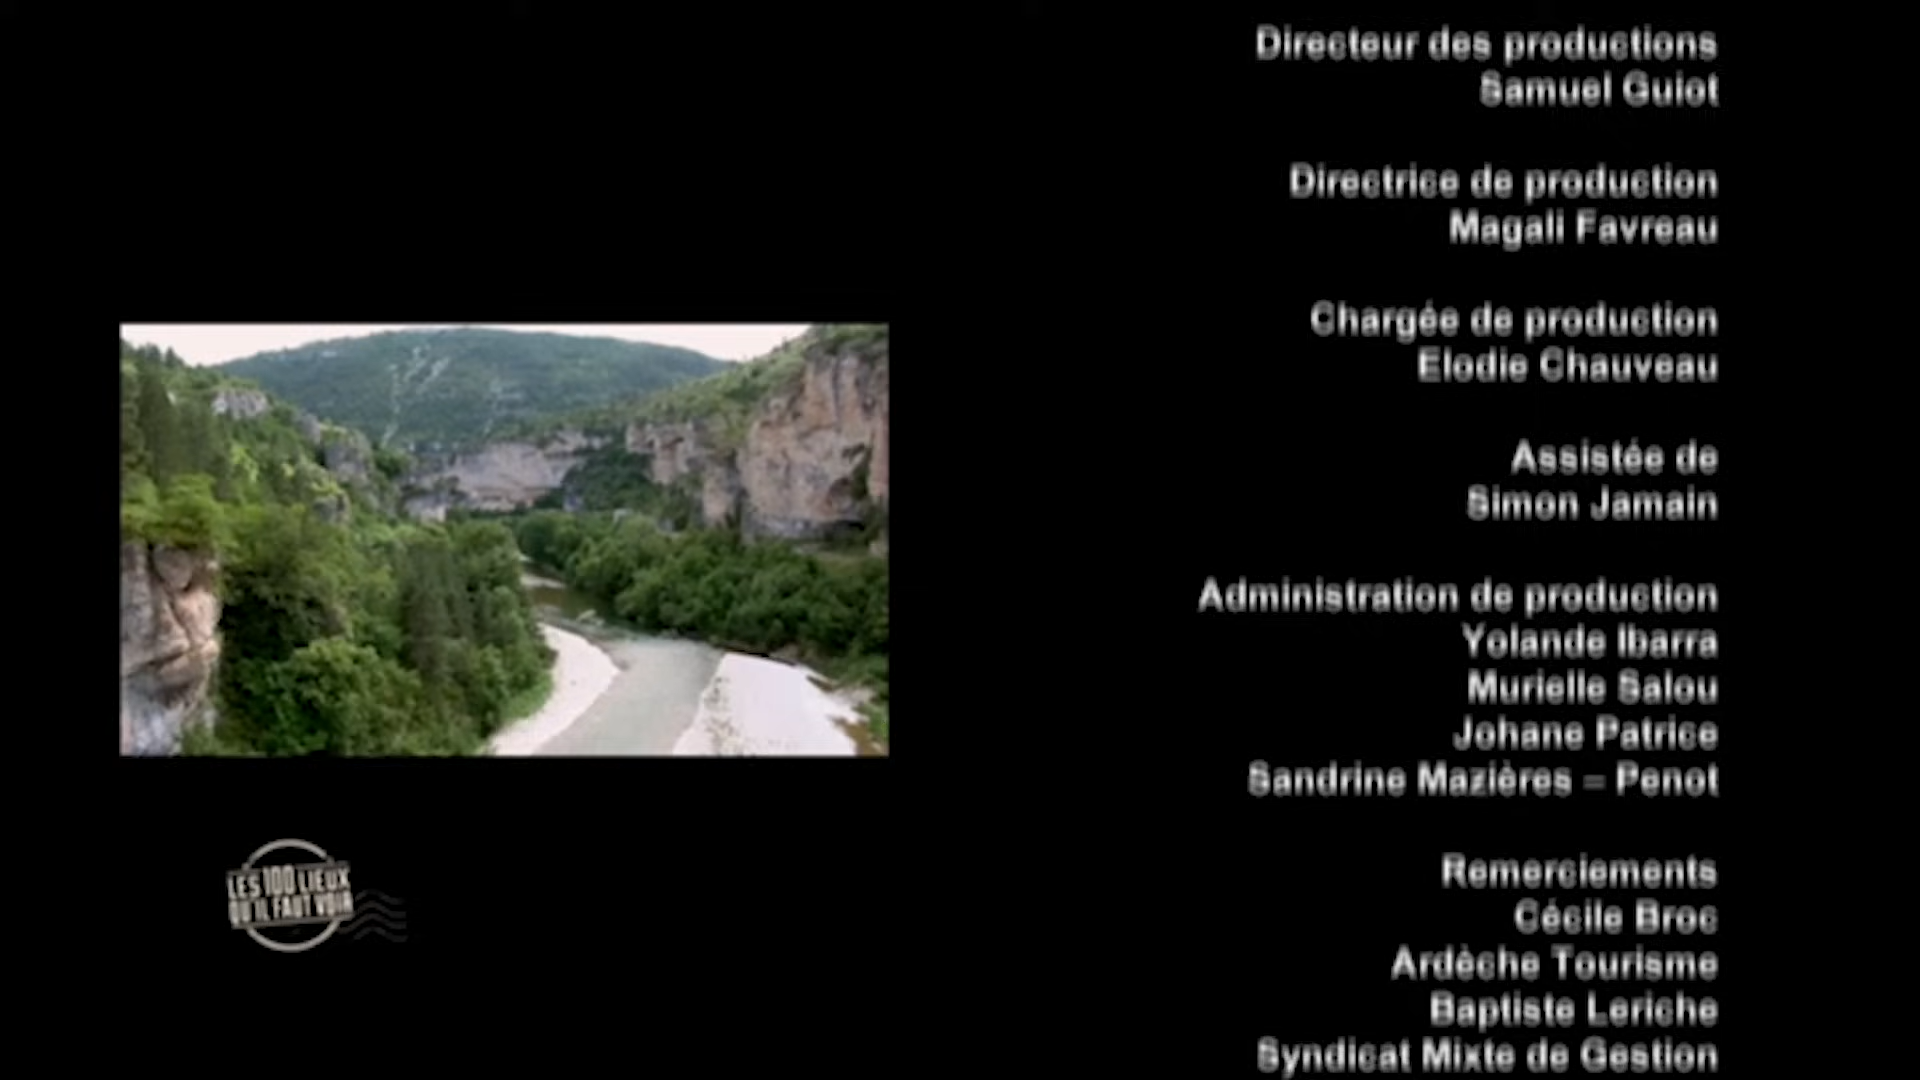 Directeur des productions
Samuel Guiot
Directrice de production
Magali Favreau
Chargée de production
Elodie Chauveau
Assistée de
Simon Jamain
Administration de production
Yolande Ibarra
Murielle Salou
Johane Patrice
Sandrine Mazières – Penot
Remerciements
Cécile Broc
Ardèche Tourisme
Baptiste Leriche
Syndicat Mixte de Gestion
LES 100 LIEUX
QU'IL FAUT VOIR